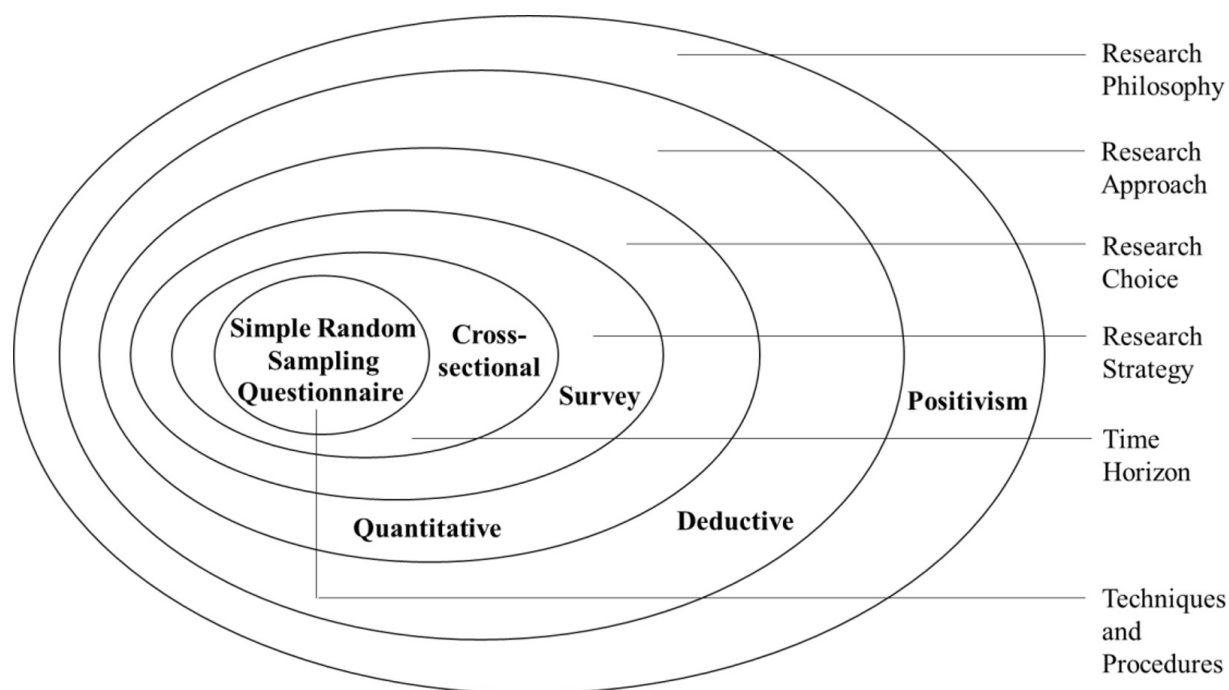 Research
Philosophy
Research
Approach
Research
Choice
Simple Random
Sampling
Questionnaire
Cross-
sectional
Survey
Positivism
Research
Strategy
Time
Horizon
Quantitative
Deductive
Techniques
and
Procedures